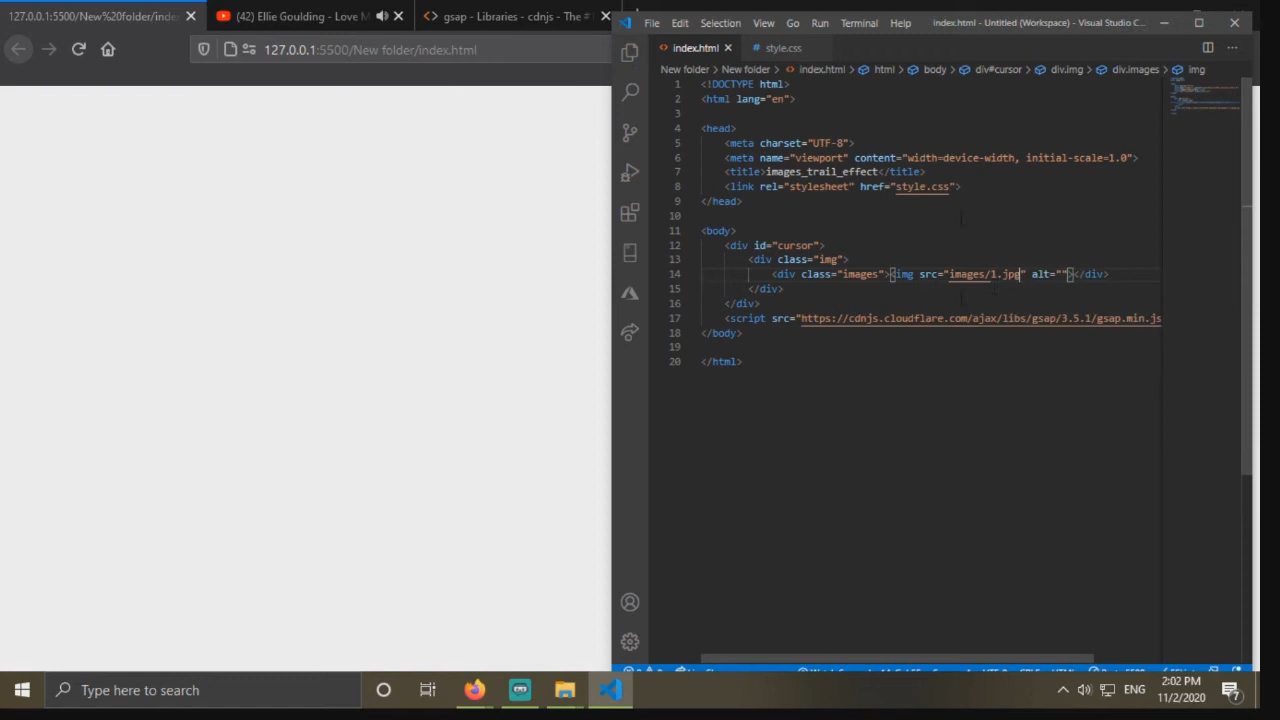 127.0.0.1:5500/New%20folder/index
(42) Ellie Goulding - Love M
gsap - Libraries - cdnjs - The #1
127.0.0.1:5500/New folder/index.html
File Edit Selection View Go Run Terminal Help
index.html - Untitled (Workspace) - Visual Studio C...
index.html
style.css
New folder > New folder > index.html > html > body > div#cursor > div.img > div.images > img
1 <!DOCTYPE html>
2 <html lang="en">
3
4 <head>
5 <meta charset="UTF-8">
6 <meta name="viewport" content="width=device-width, initial-scale=1.0">
7 <title>images_trail_effect</title>
8 <link rel="stylesheet" href="style.css">
9 </head>
10
11 <body>
12 <div id="cursor">
13 <div class="img">
14 <div class="images"><img src="images/1.jpg" alt=""></div>
15 </div>
16 </div>
17 <script src="https://cdnjs.cloudflare.com/ajax/libs/gsap/3.5.1/gsap.min.js
18 </body>
19
20 </html>
Type here to search
ENG
2:02 PM
11/2/2020
7